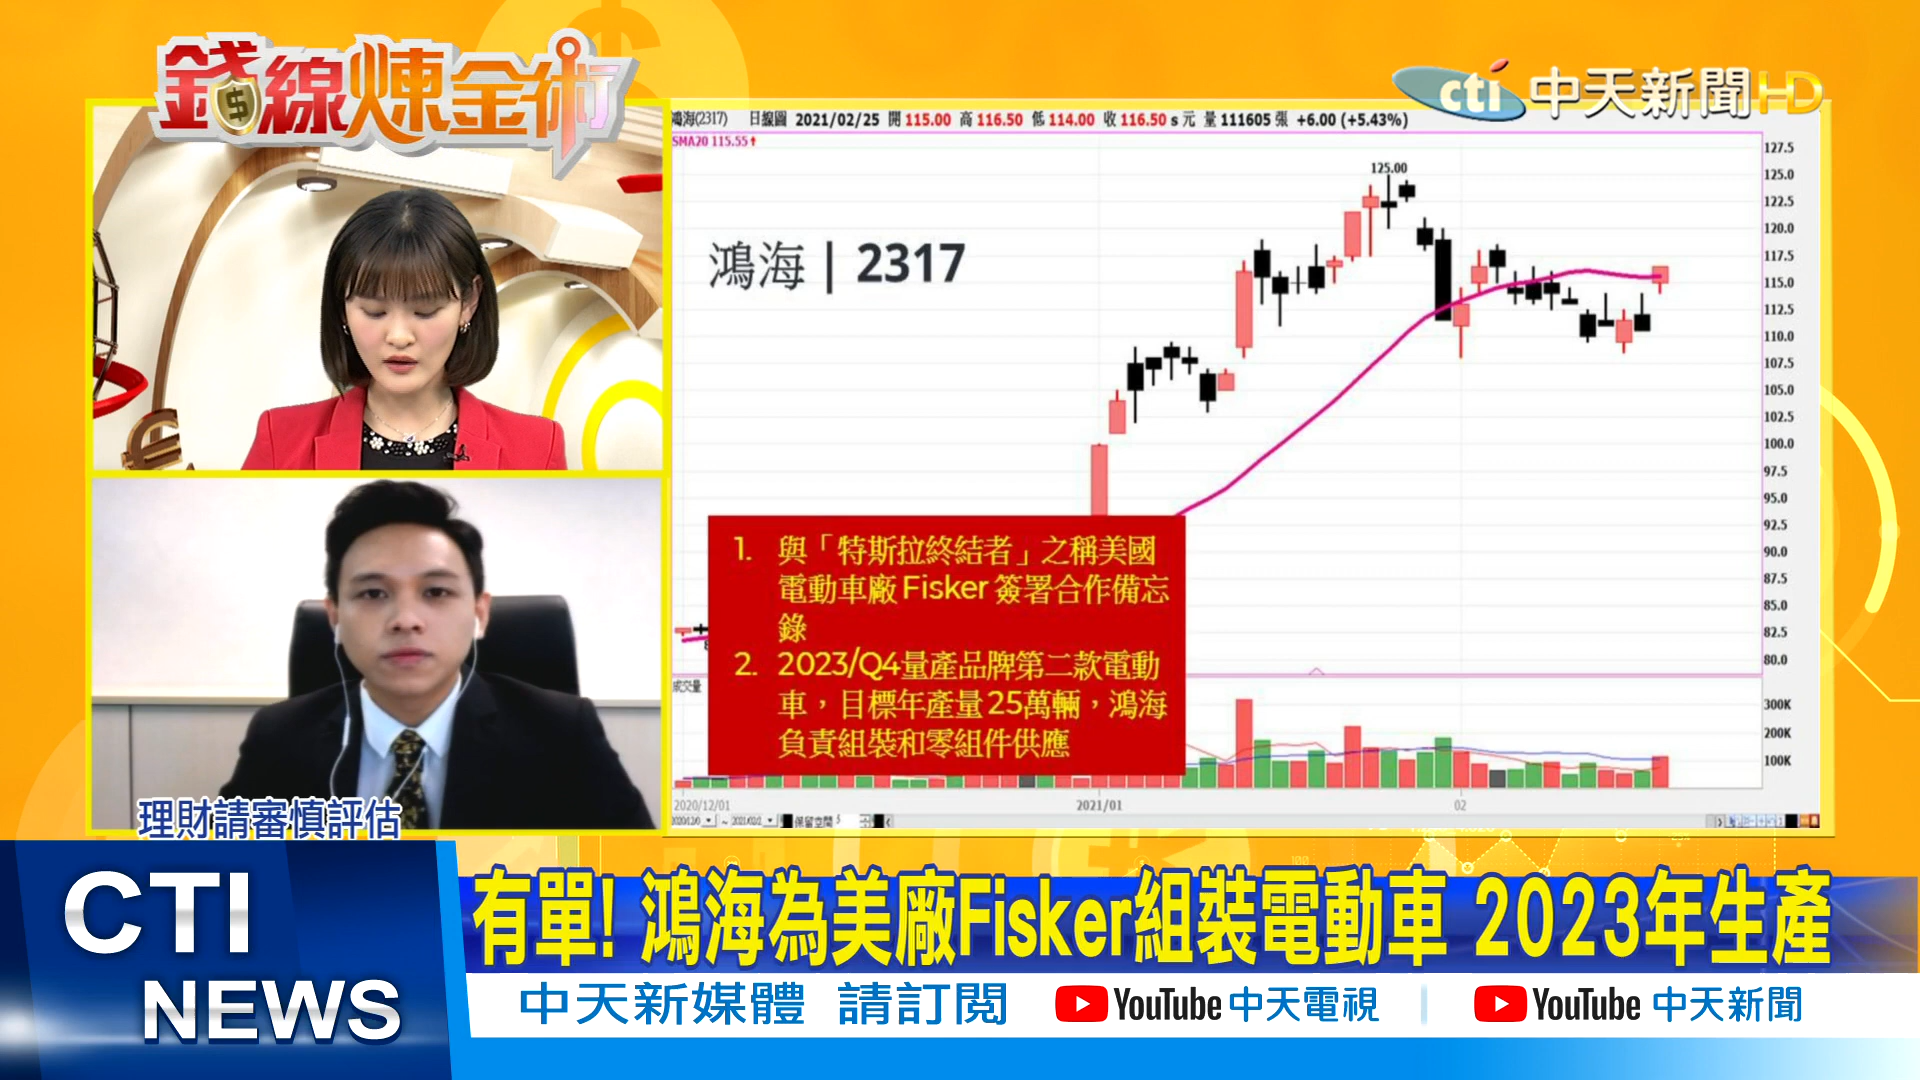 錢線煉金術
cti 中天新聞HD
鴻海(2317) 日線圖 2021/02/25 開 115.00 高 116.50 低 114.00 收 116.50 s 元 量 111605 張 +6.00 (+5.43%)
SMA20 115.55
鴻海 | 2317
125.00
127.5
125.0
122.5
120.0
117.5
115.0
112.5
110.0
107.5
105.0
102.5
100.0
97.5
95.0
92.5
90.0
87.5
85.0
82.5
80.0
1. 與「特斯拉終結者」之稱美國
電動車廠 Fisker 簽署合作備忘
錄
2. 2023/Q4量產品牌第二款電動
車，目標年產量 25萬輛，鴻海
負責組裝和零組件供應
成交量
300K
200K
100K
2020/12/01 2021/01 02
保留空間 5
理財請審慎評估
CTI
NEWS
有單! 鴻海為美廠Fisker組裝電動車 2023年生產
中天新媒體 請訂閱 YouTube 中天電視 | YouTube 中天新聞